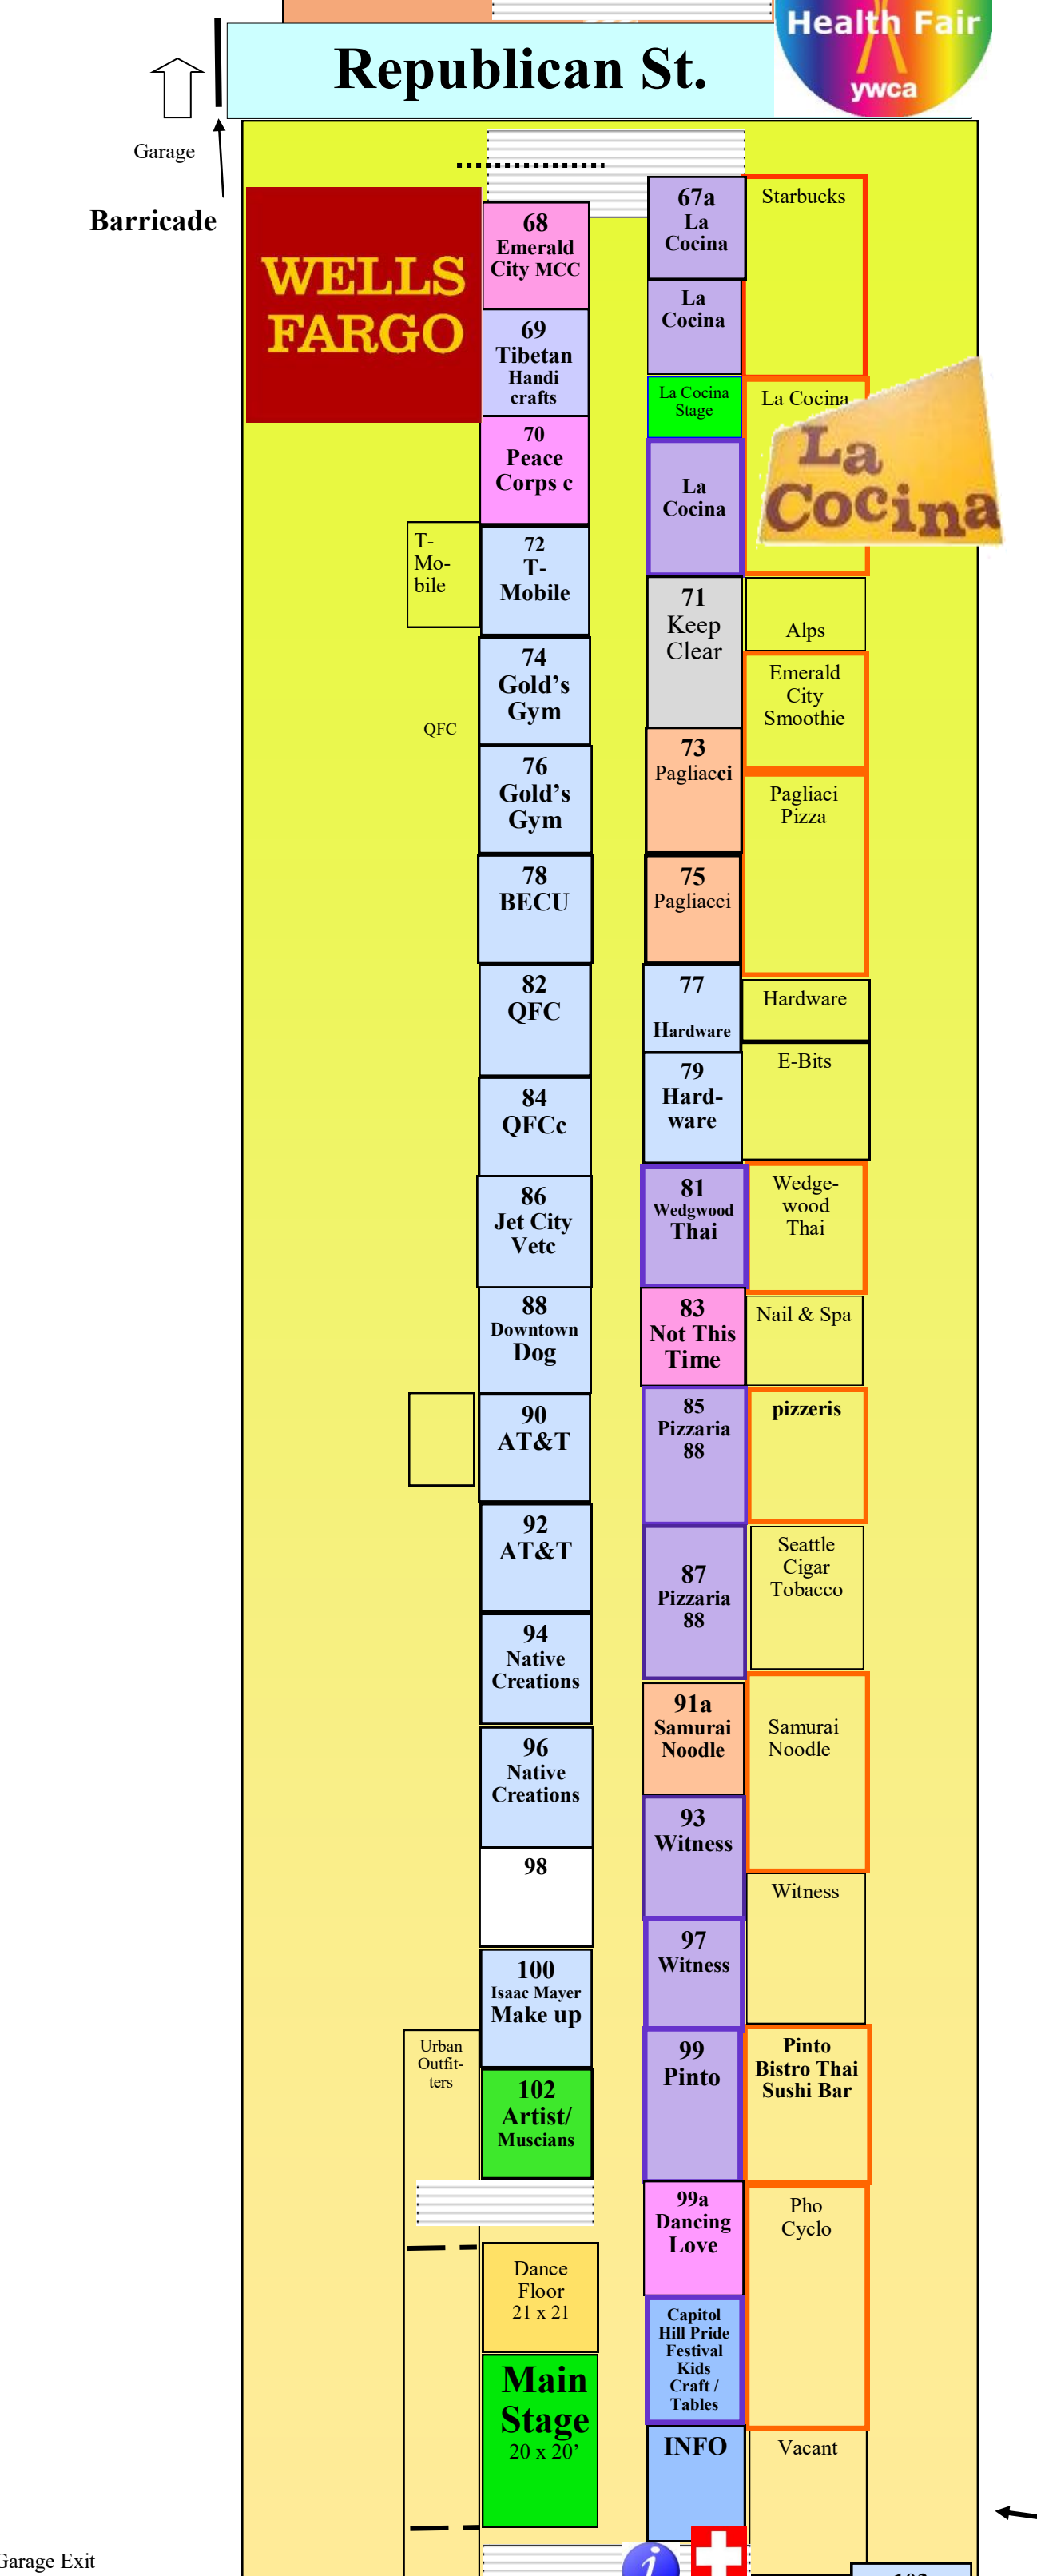 Health Fair
ywca
Republican St.
Garage
Barricade
WELLS
FARGO
68
Emerald
City MCC
69
Tibetan
Handi
crafts
70
Peace
Corps c
T-
Mo-
bile
72
T-
Mobile
74
Gold's
Gym
QFC
76
Gold's
Gym
78
BECU
82
QFC
84
QFCc
86
Jet City
Vetc
88
Downtown
Dog
90
AT&T
92
AT&T
94
Native
Creations
96
Native
Creations
98
100
Isaac Mayer
Make up
Urban
Outfit-
ters
102
Artist/
Muscians
Dance
Floor
21 x 21
Main
Stage
20 x 20’
67a
La
Cocina
La
Cocina
La Cocina
Stage
La
Cocina
71
Keep
Clear
73
Pagliacci
75
Pagliacci
77
Hardware
79
Hard-
ware
81
Wedgwood
Thai
83
Not This
Time
85
Pizzaria
88
87
Pizzaria
88
91a
Samurai
Noodle
93
Witness
97
Witness
99
Pinto
99a
Dancing
Love
Capitol
Hill Pride
Festival
Kids
Craft /
Tables
INFO
i
Starbucks
La Cocina
La
Cocina
Alps
Emerald
City
Smoothie
Pagliaci
Pizza
Hardware
E-Bits
Wedge-
wood
Thai
Nail & Spa
pizzeris
Seattle
Cigar
Tobacco
Samurai
Noodle
Witness
Pinto
Bistro Thai
Sushi Bar
Pho
Cyclo
Vacant
Garage Exit